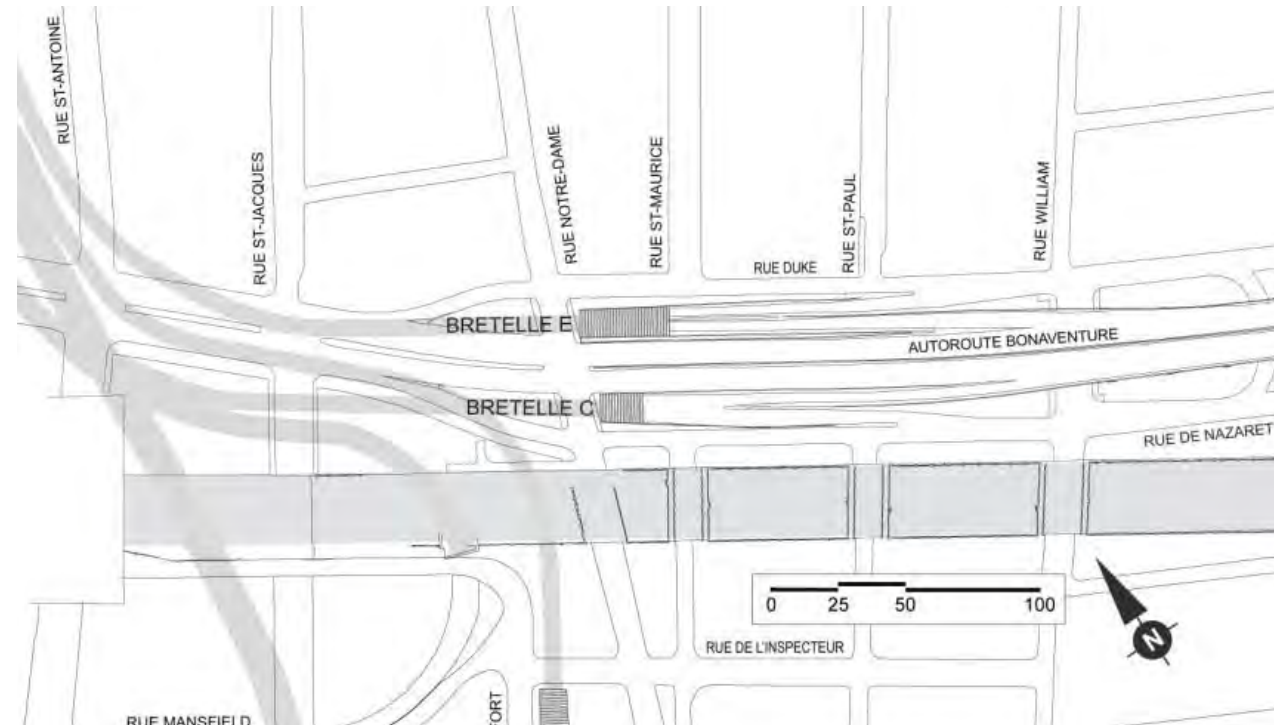 RUE ST-ANTOINE
RUE ST-JACQUES
RUE NOTRE-DAME
RUE ST-MAURICE
RUE ST-PAUL
RUE WILLIAM
RUE DUKE
BRETELLE E
AUTOROUTE BONAVENTURE
BRETELLE C
RUE DE NAZARET
0 25 50 100
N
RUE DE L'INSPECTEUR
FORT
RUE MANSFIELD